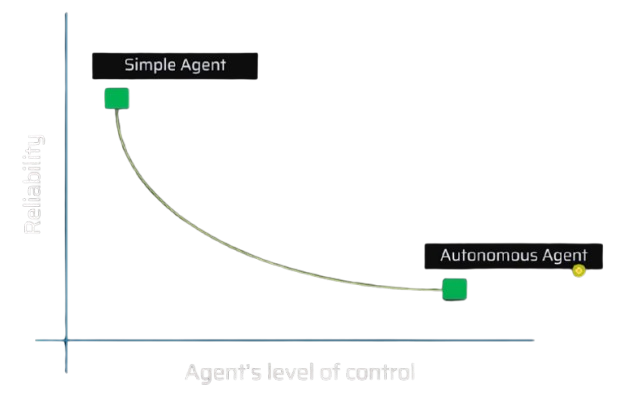 Simple Agent
Reliability
Autonomous Agent
Agent's level of control